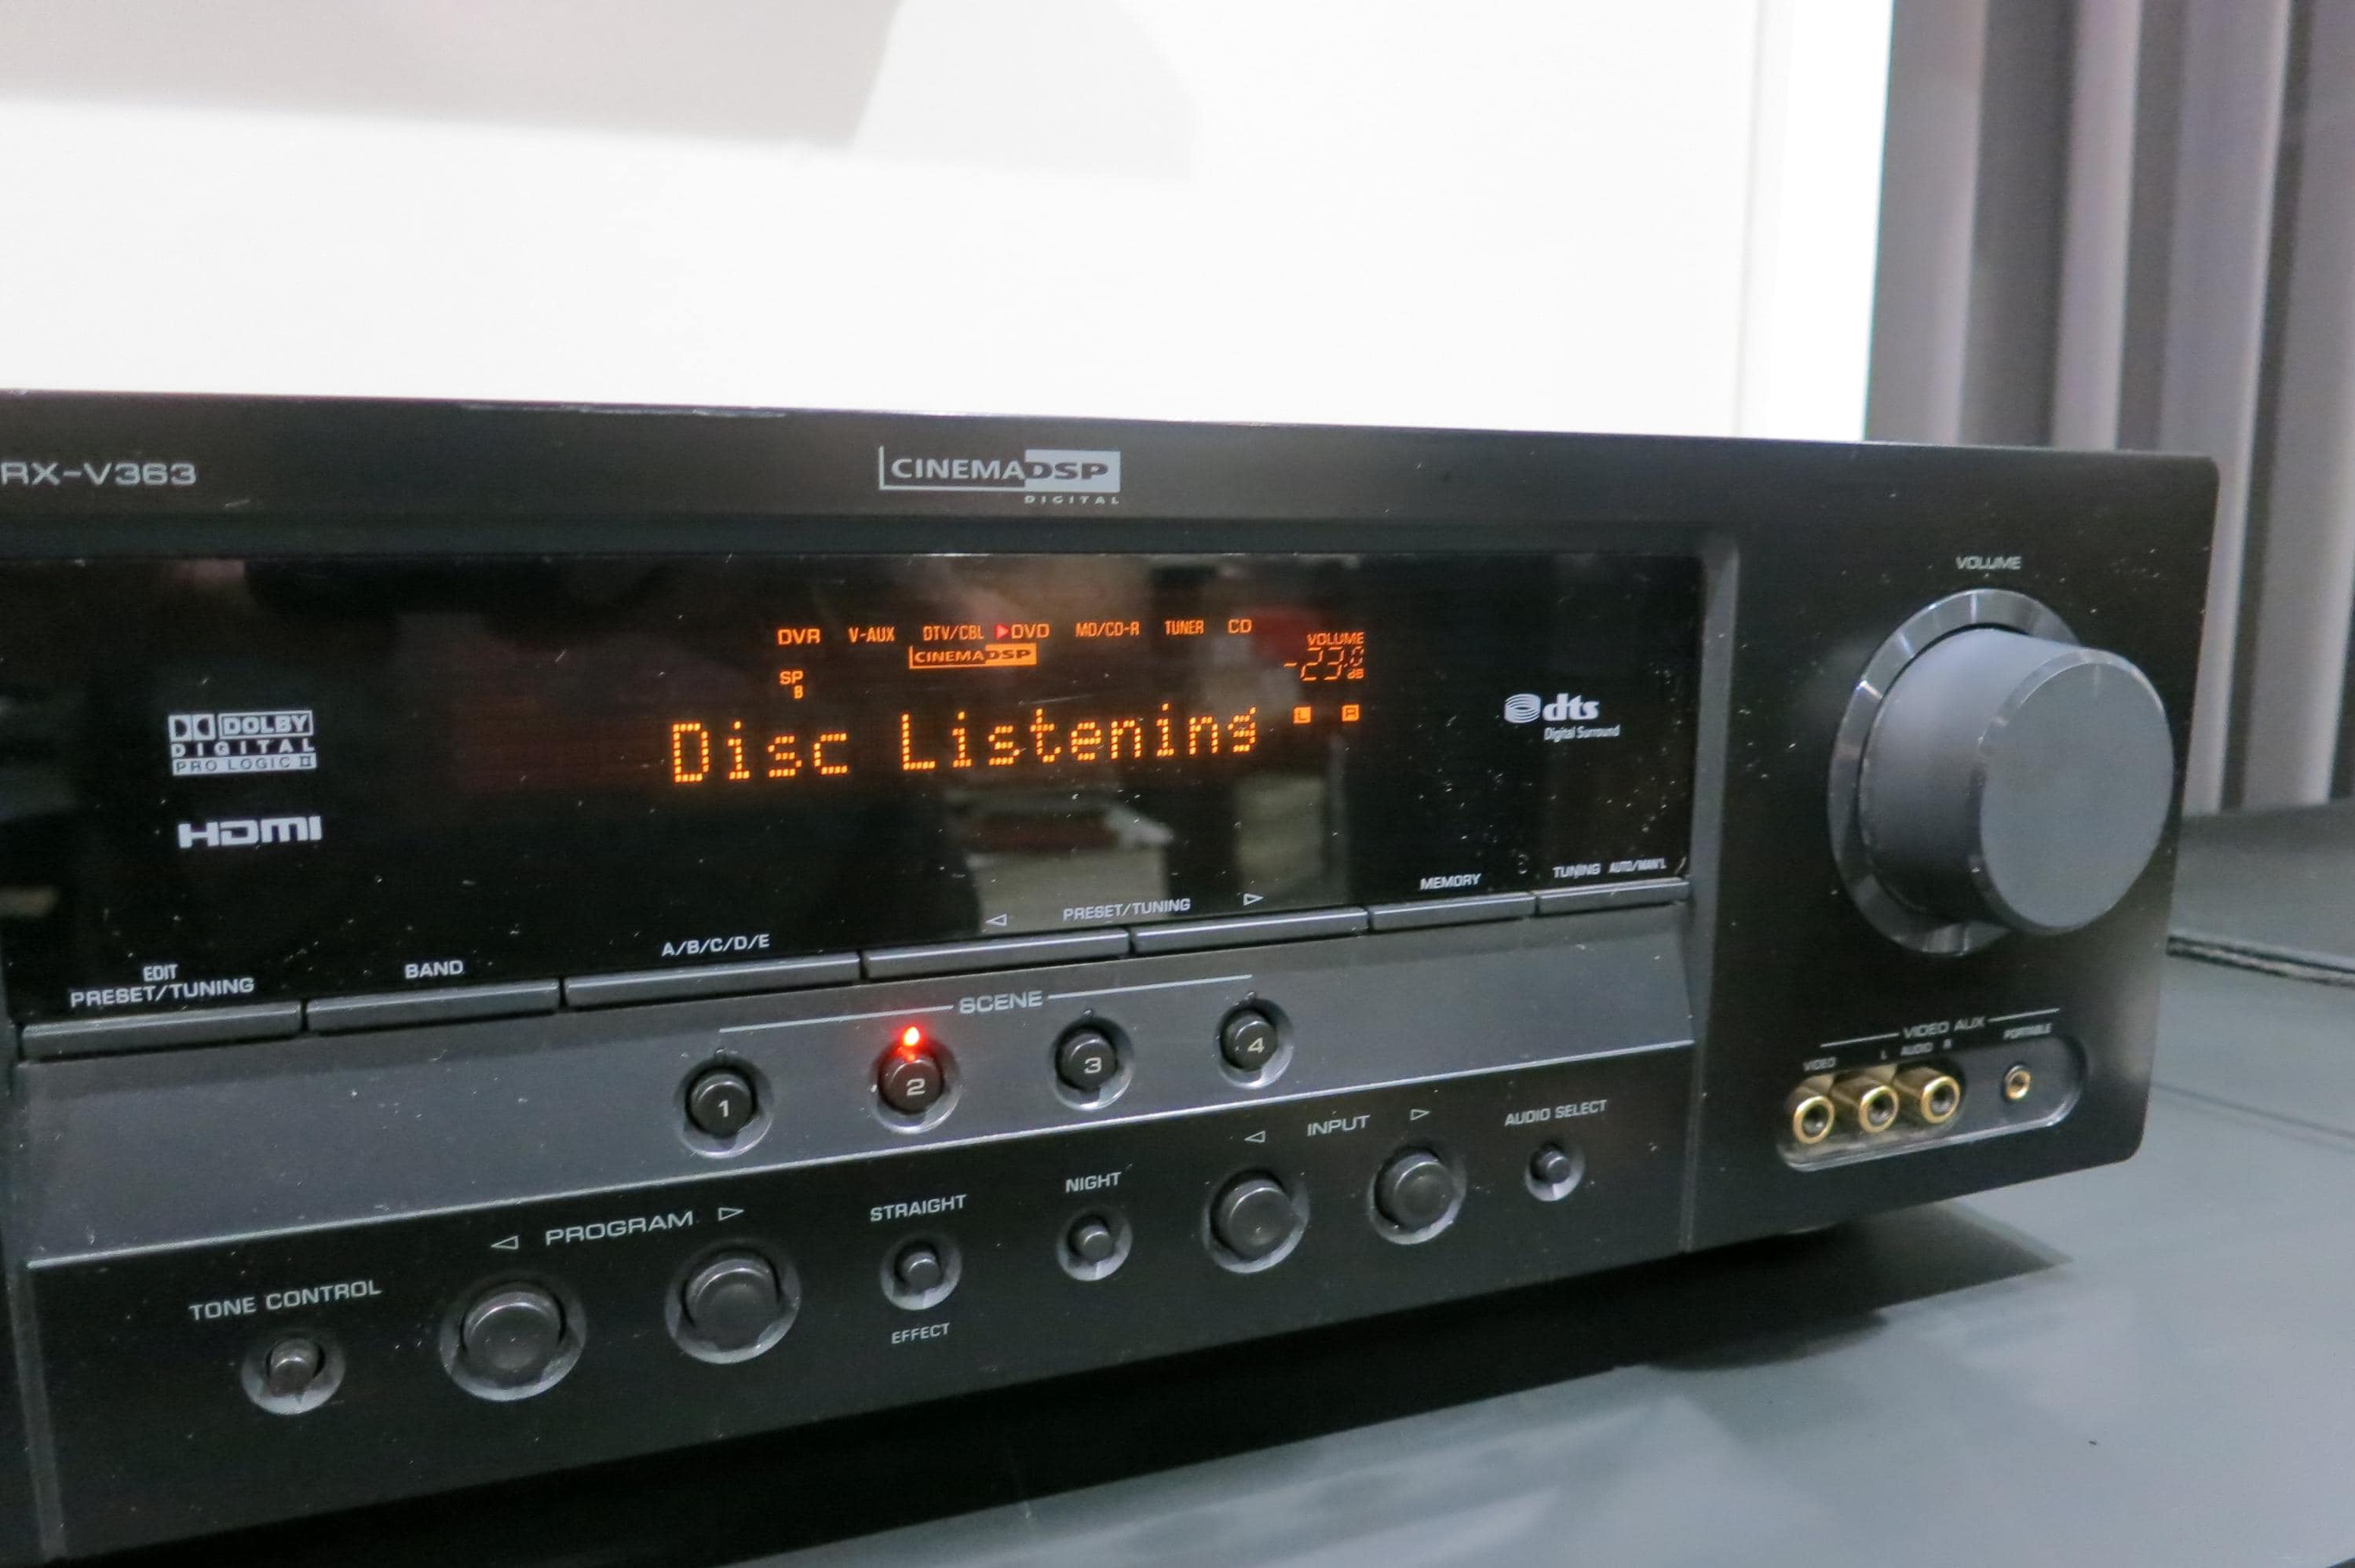 RX-V363
CINEMA DSP
DIGITAL
VOLUME
DVR V-AUX DTV/CBL DVD MD/CD-R TUNER CD
VOLUME
CINEMA DSP
-23.0
dB
SP
B
Disc Listening
L R
DOLBY
DIGITAL
PRO LOGIC II
HDMI
dts
Digital Surround
EDIT
PRESET/TUNING
BAND
A/B/C/D/E
◁ PRESET/TUNING ▷
MEMORY
TUNING AUTO/MAN'L
SCENE
1 2 3 4
VIDEO AUX
VIDEO
L AUDIO R
PORTABLE
TONE CONTROL
◁ PROGRAM ▷
STRAIGHT
EFFECT
NIGHT
◁ INPUT ▷
AUDIO SELECT